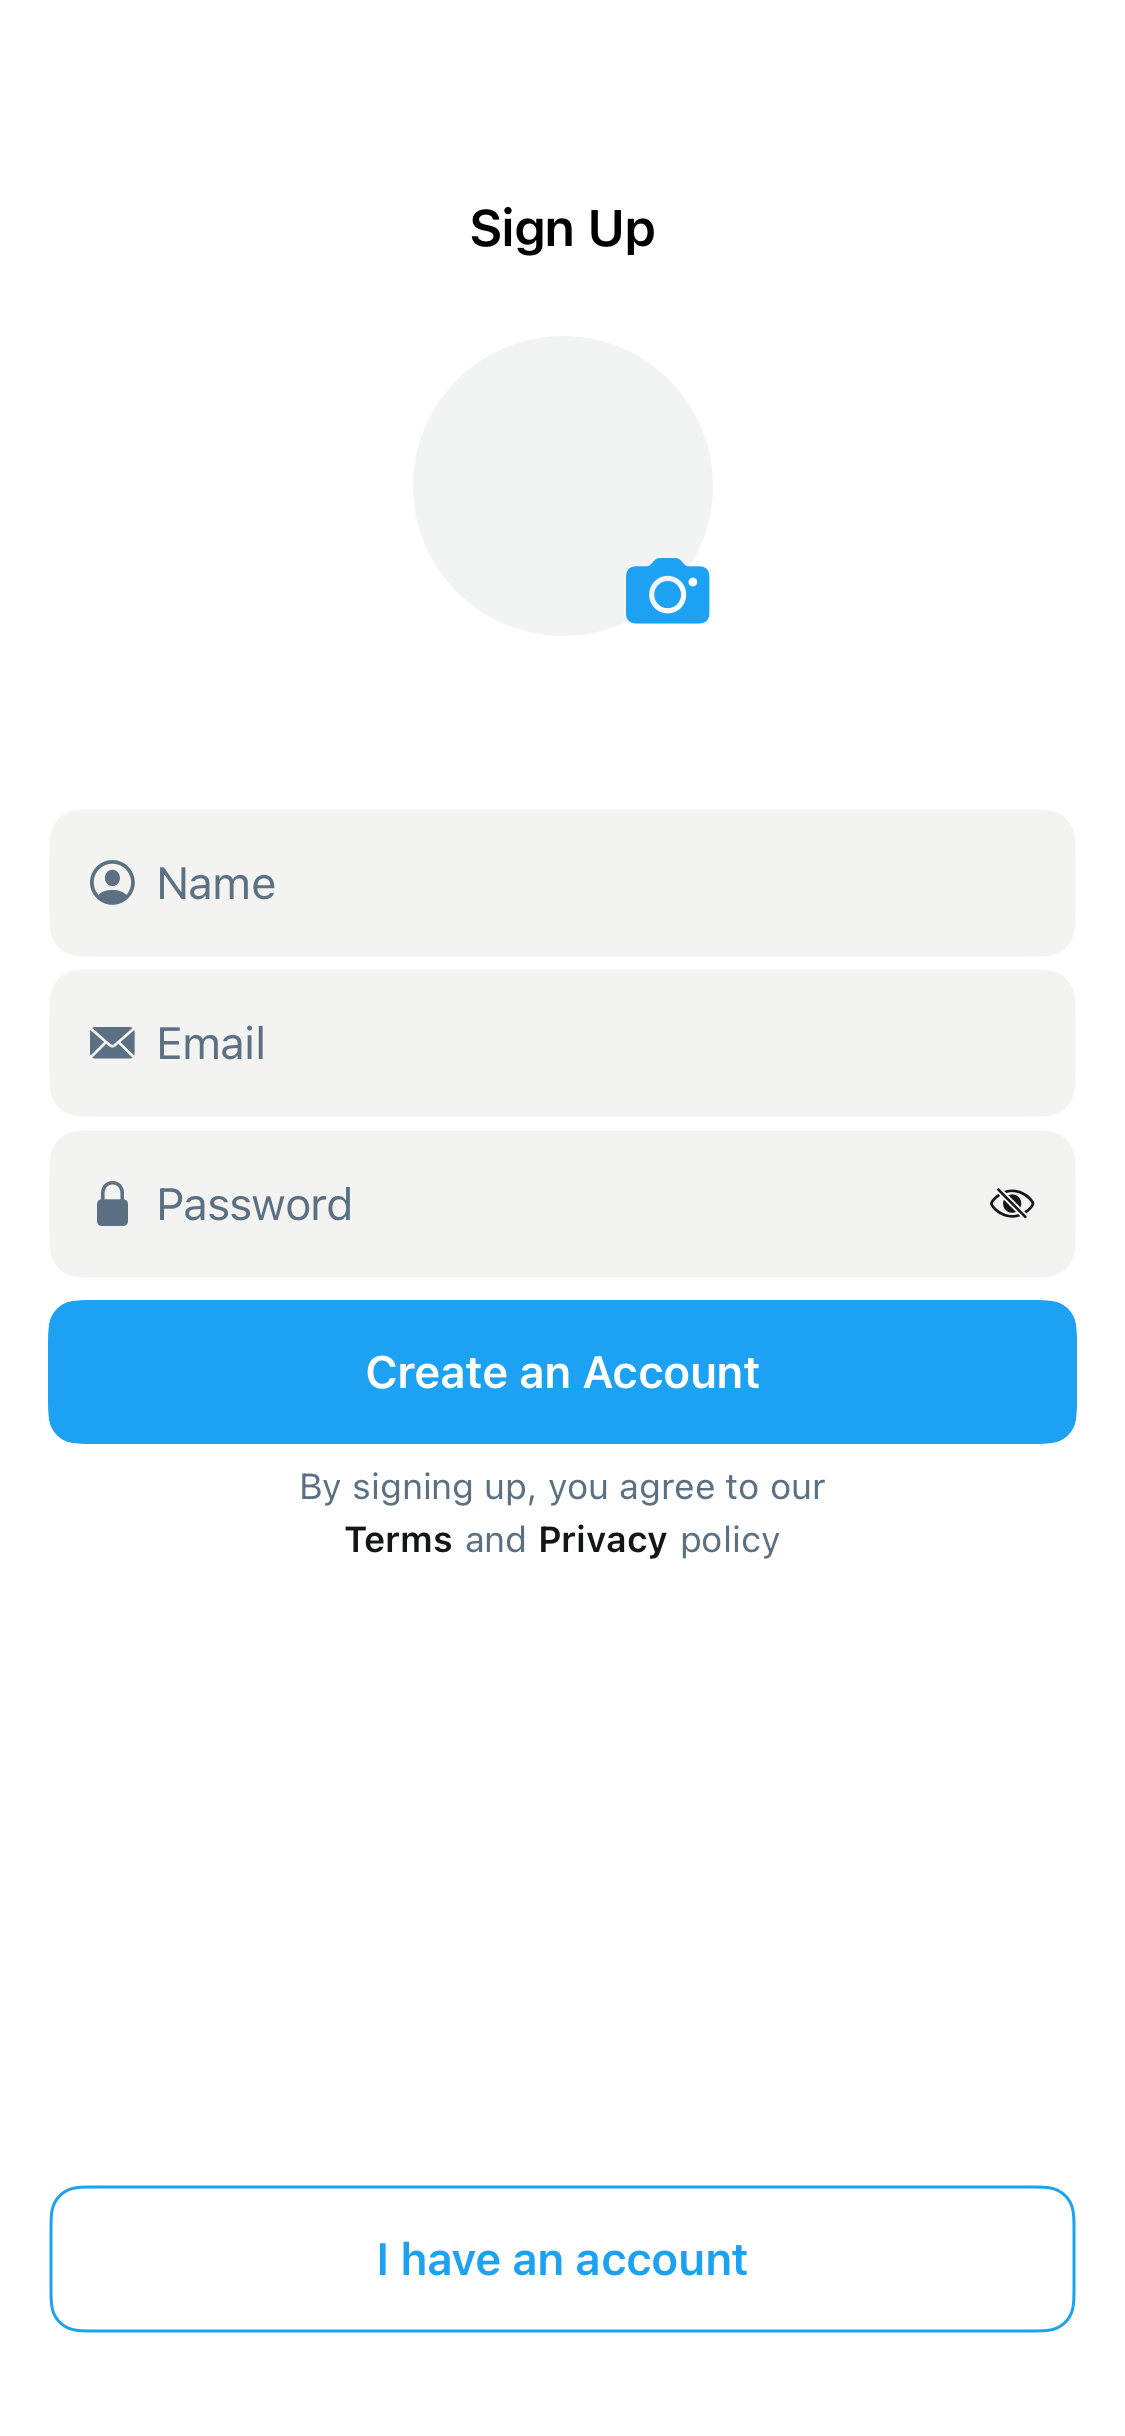 Sign Up
Name
Email
Password
Create an Account
By signing up, you agree to our
Terms and Privacy policy
I have an account